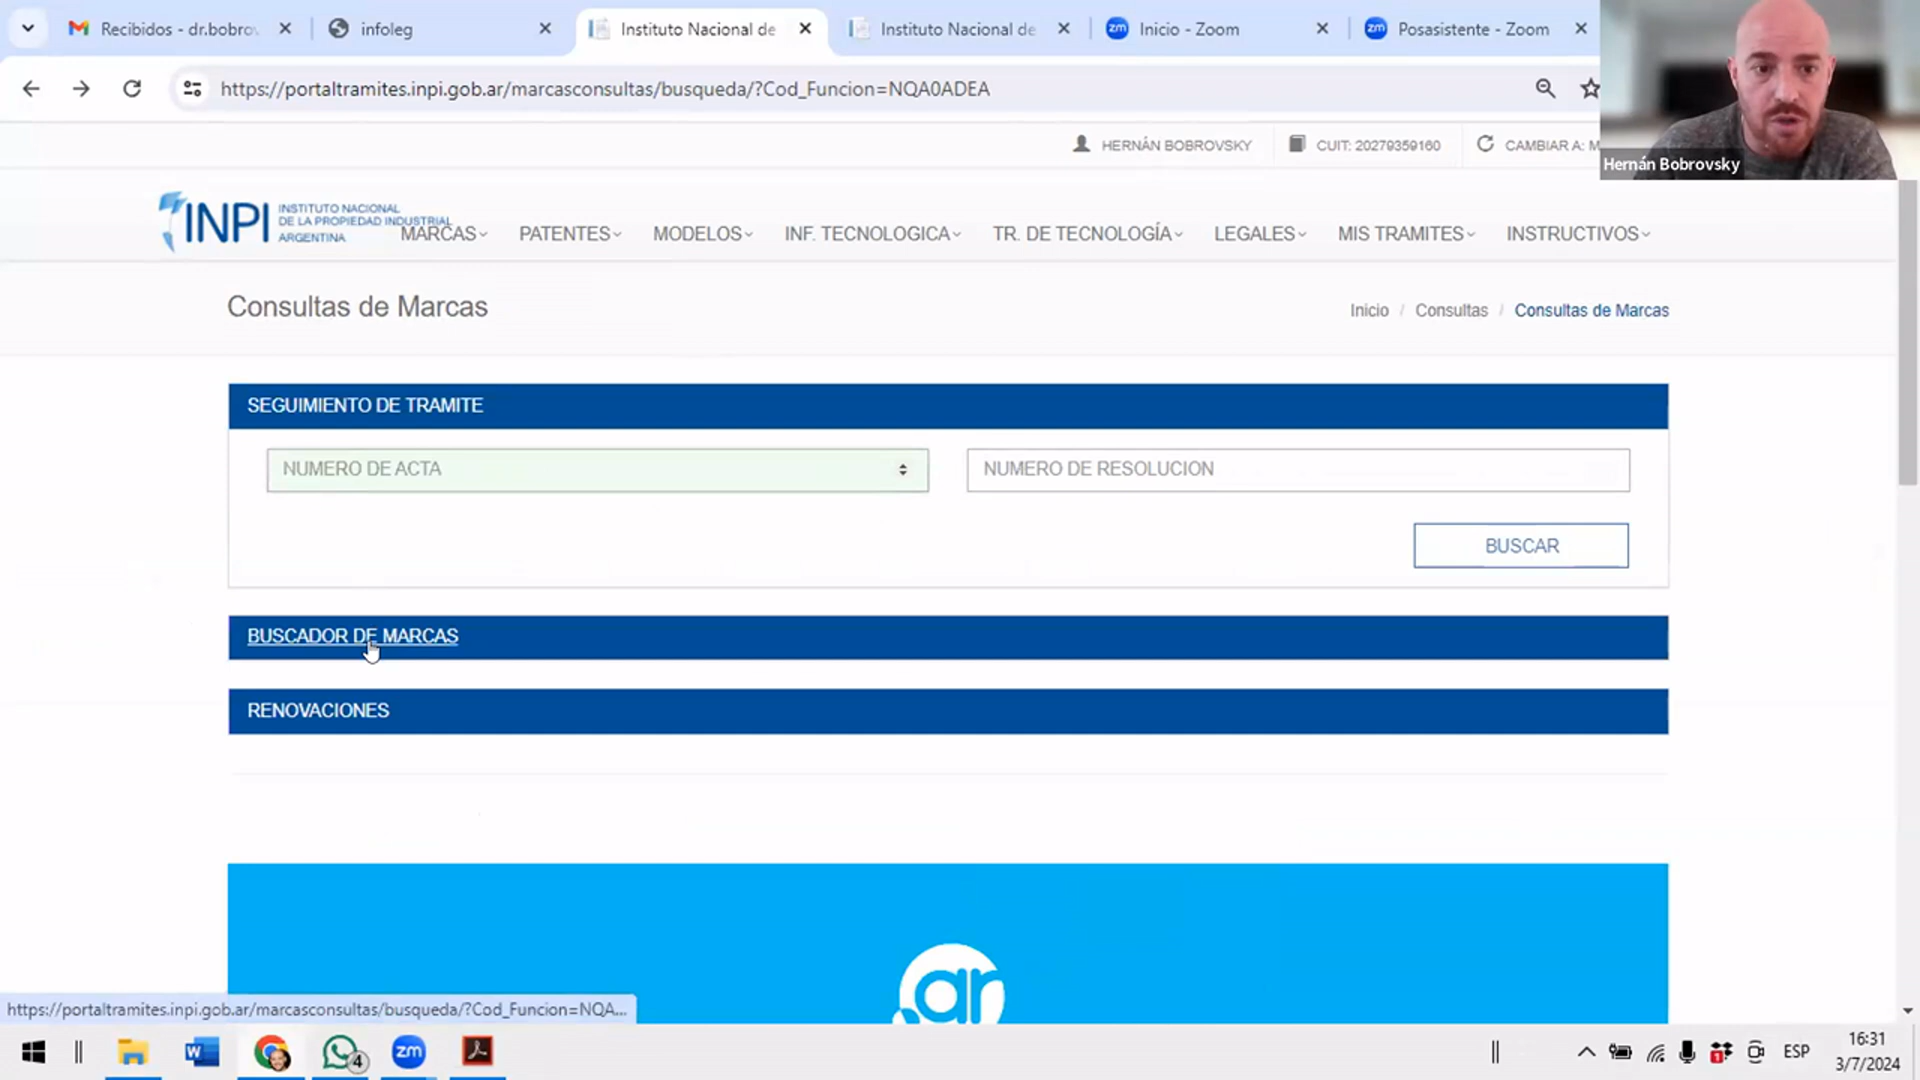 Recibidos - dr.bobrov
infoleg
Instituto Nacional de
Instituto Nacional de
Inicio - Zoom
Posasistente - Zoom
https://portaltramites.inpi.gob.ar/marcasconsultas/busqueda/?Cod_Funcion=NQA0ADEA
HERNÁN BOBROVSKY
CUIT: 20279359160
CAMBIAR A: M
Hernán Bobrovsky
INPI
INSTITUTO NACIONAL
DE LA PROPIEDAD INDUSTRIAL
ARGENTINA
MARCAS
PATENTES
MODELOS
INF. TECNOLOGICA
TR. DE TECNOLOGÍA
LEGALES
MIS TRAMITES
INSTRUCTIVOS
Consultas de Marcas
Inicio / Consultas / Consultas de Marcas
SEGUIMIENTO DE TRAMITE
NUMERO DE ACTA
NUMERO DE RESOLUCION
BUSCAR
BUSCADOR DE MARCAS
RENOVACIONES
.ar
https://portaltramites.inpi.gob.ar/marcasconsultas/busqueda/?Cod_Funcion=NQA...
W
4
zm
1
ESP
16:31
3/7/2024